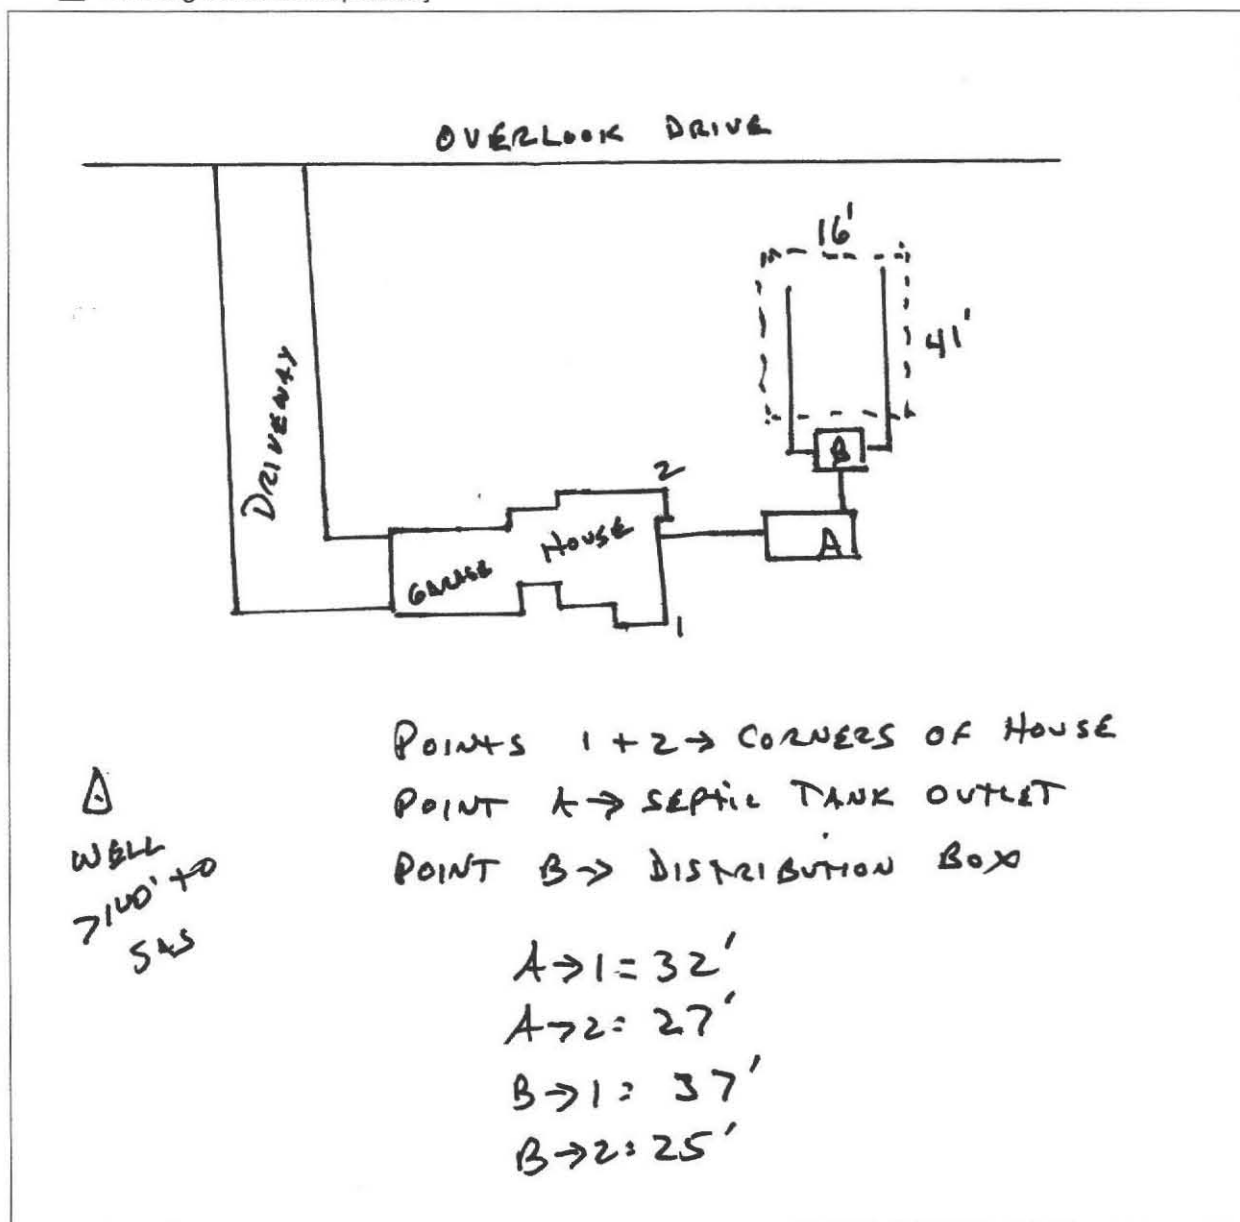 OVERLOOK DRIVE
16'
41'
DRIVEWAY
B
2
HOUSE
A
GARAGE
1
POINTS 1 + 2 → CORNERS OF HOUSE
POINT A → SEPTIC TANK OUTLET
POINT B → DISTRIBUTION BOX
WELL
>100' to
SAS
A → 1 = 32'
A → 2 = 27'
B → 1 = 37'
B → 2 = 25'